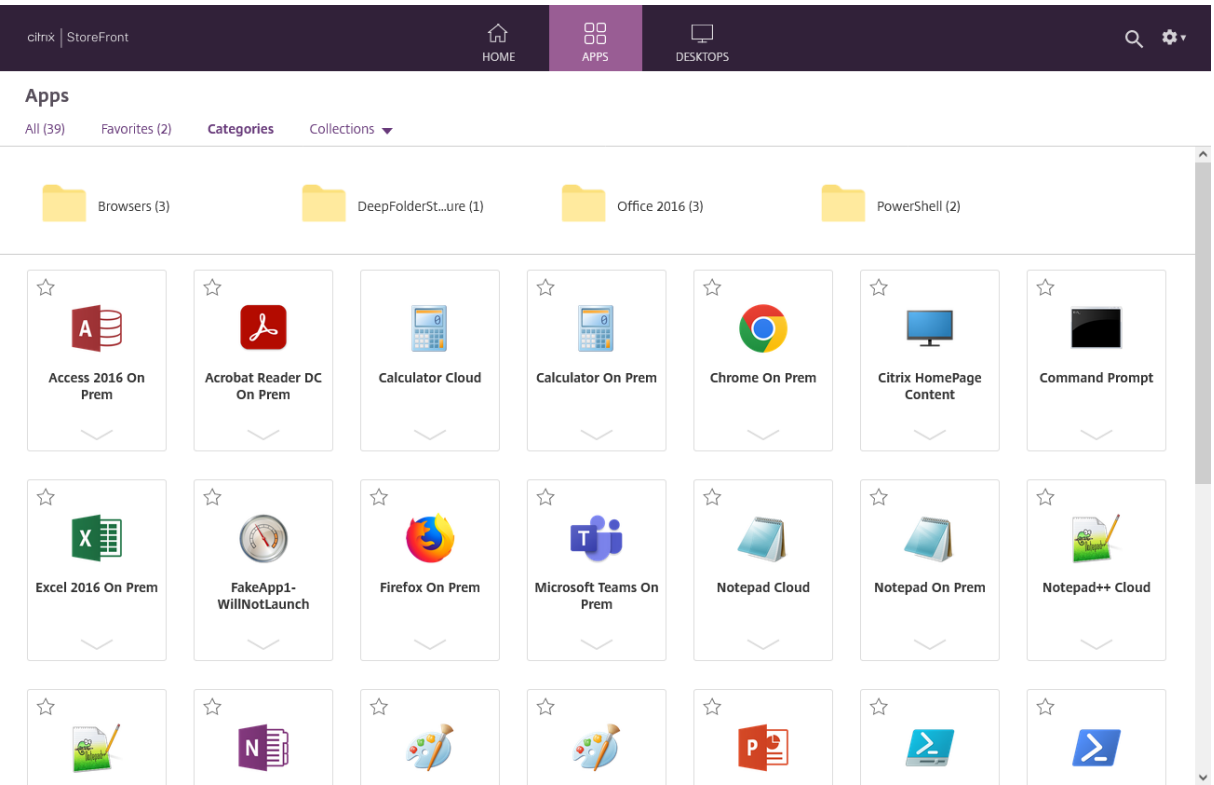 citrix | StoreFront
HOME
APPS
DESKTOPS
Apps
All (39) Favorites (2) Categories Collections
Browsers (3) DeepFolderSt...ure (1) Office 2016 (3) PowerShell (2)
Access 2016 On
Prem
Acrobat Reader DC
On Prem
Calculator Cloud
Calculator On Prem
Chrome On Prem
Citrix HomePage
Content
Command Prompt
Excel 2016 On Prem
FakeApp1-
WillNotLaunch
Firefox On Prem
Microsoft Teams On
Prem
Notepad Cloud
Notepad On Prem
Notepad++ Cloud